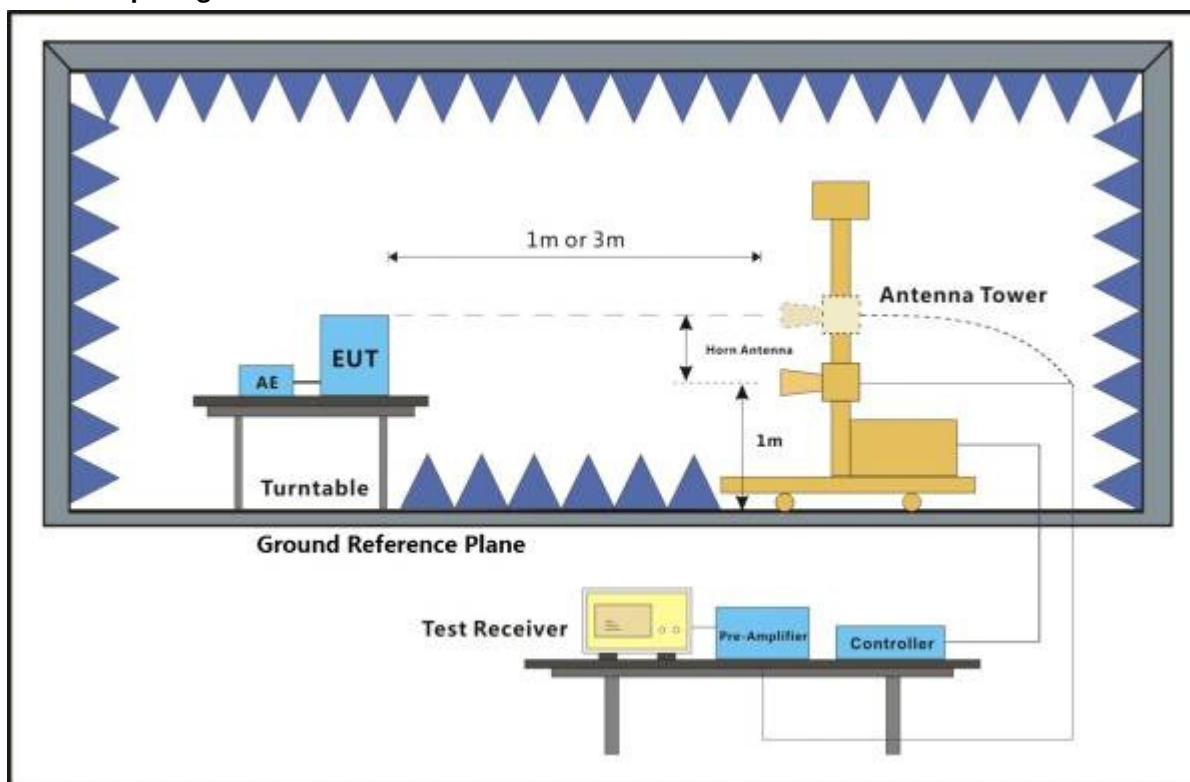 1m or 3m
Antenna Tower
Horn Antenna
EUT
AE
1m
Turntable
Ground Reference Plane
Test Receiver
Pre-Amplifier
Controller